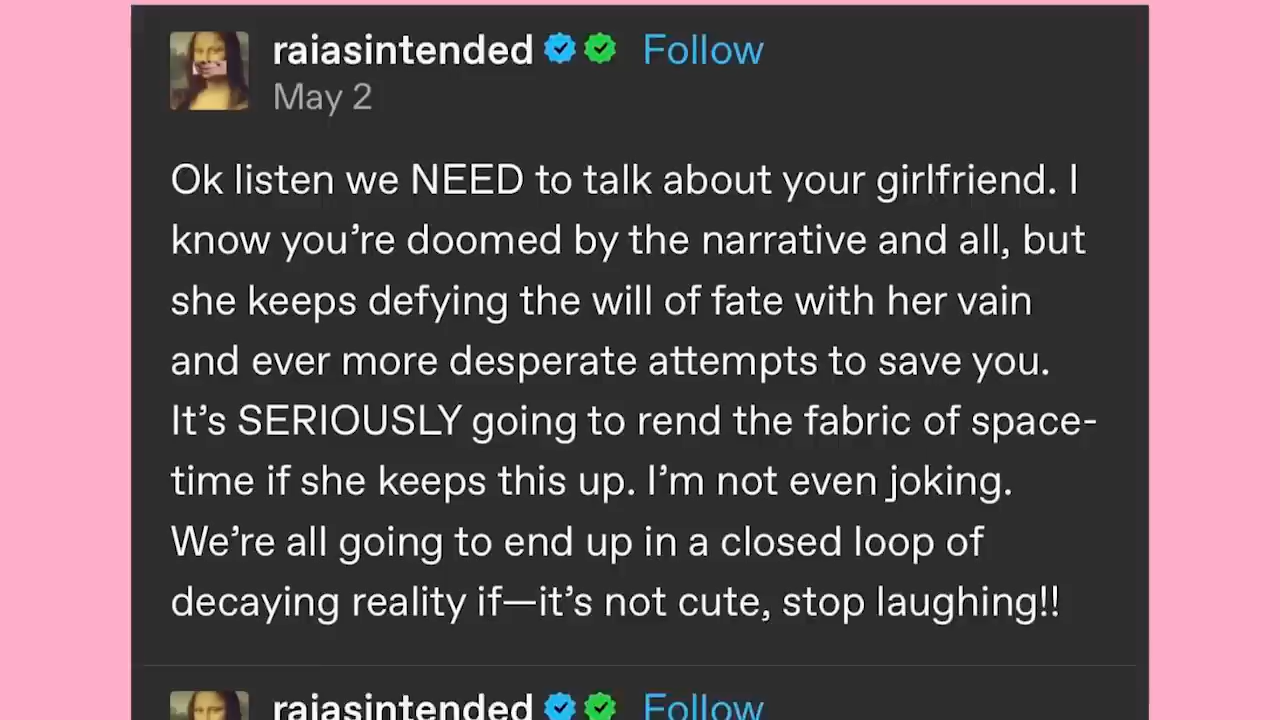 raiasintended Follow
May 2
Ok listen we NEED to talk about your girlfriend. I
know you’re doomed by the narrative and all, but
she keeps defying the will of fate with her vain
and ever more desperate attempts to save you.
It’s SERIOUSLY going to rend the fabric of space-
time if she keeps this up. I’m not even joking.
We’re all going to end up in a closed loop of
decaying reality if—it’s not cute, stop laughing!!
raiasintended Follow